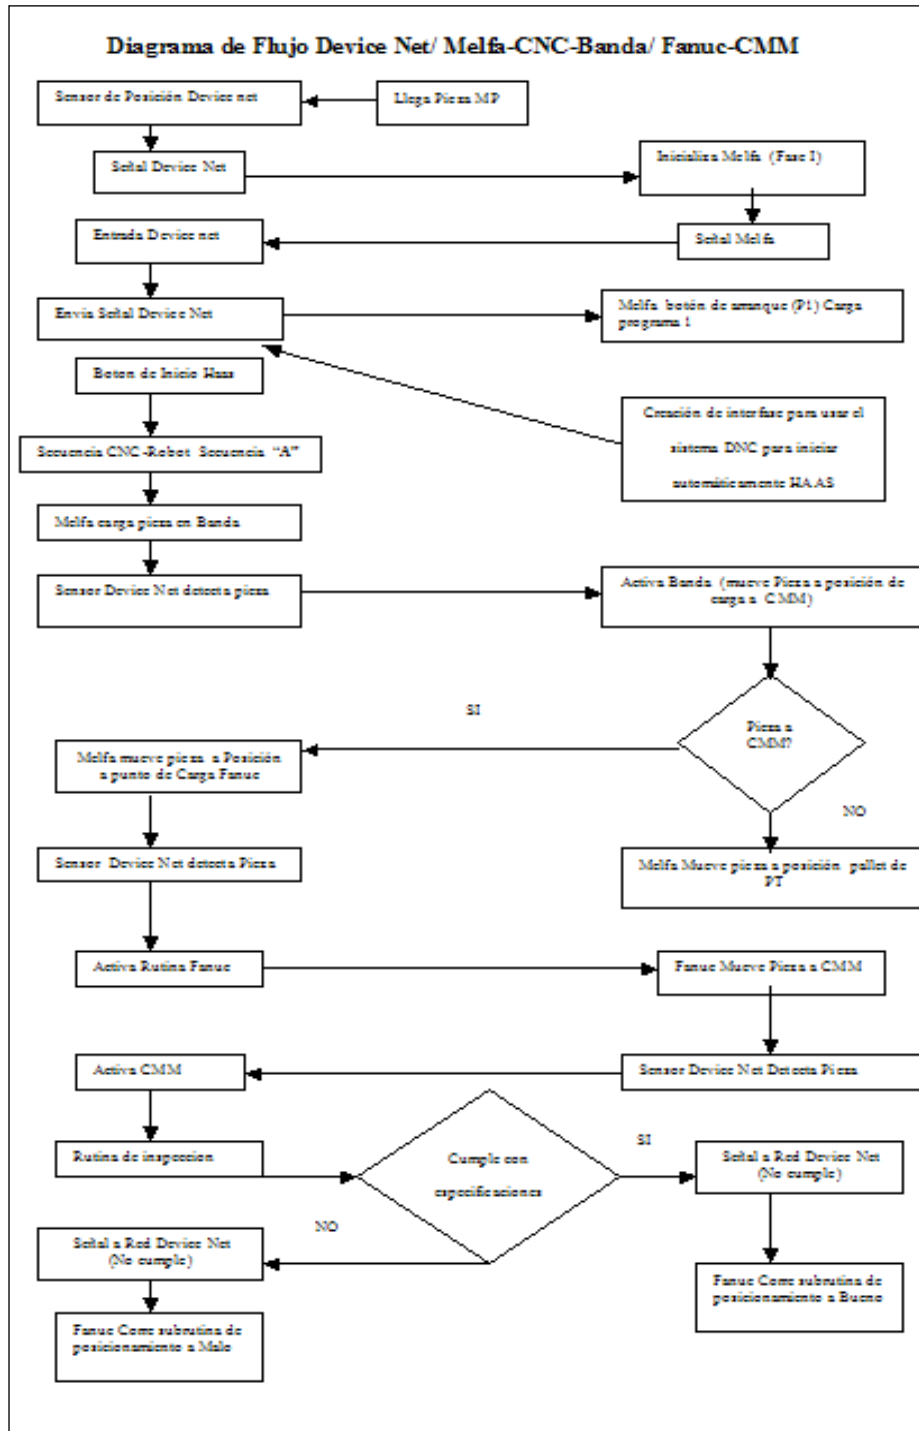 Diagrama de Flujo Device Net/ Melfa-CNC-Banda/ Fanuc-CMM
Sensor de Posición Device net
Llega Pieza MP
Señal Device Net
Inicializa Melfa (Fase I)
Entrada Device net
Señal Melfa
Envia Señal Device Net
Melfa botón de arranque (P1) Carga
programa 1
Boton de Inicio Haas
Creación de interfase para usar el
sistema DNC para iniciar
automáticamente HAAS
Secuencia CNC-Robot Secuencia "A"
Melfa carga pieza en Banda
Sensor Device Net detecta pieza
Activa Banda (mueve Pieza a posición de
carga a CMM)
SI
Pieza a
CMM?
Melfa mueve pieza a Posición
a punto de Carga Fanuc
NO
Sensor Device Net detecta Pieza
Melfa Mueve pieza a posición pallet de
PT
Activa Rutina Fanuc
Fanuc Mueve Pieza a CMM
Activa CMM
Sensor Device Net Detecta Pieza
Rutina de inspeccion
Cumple con
especificaciones
SI
Señal a Red Device Net
(No cumple)
NO
Señal a Red Device Net
(No cumple)
Fanuc Corre subrutina de
posicionamiento a Bueno
Fanuc Corre subrutina de
posicionamiento a Malo